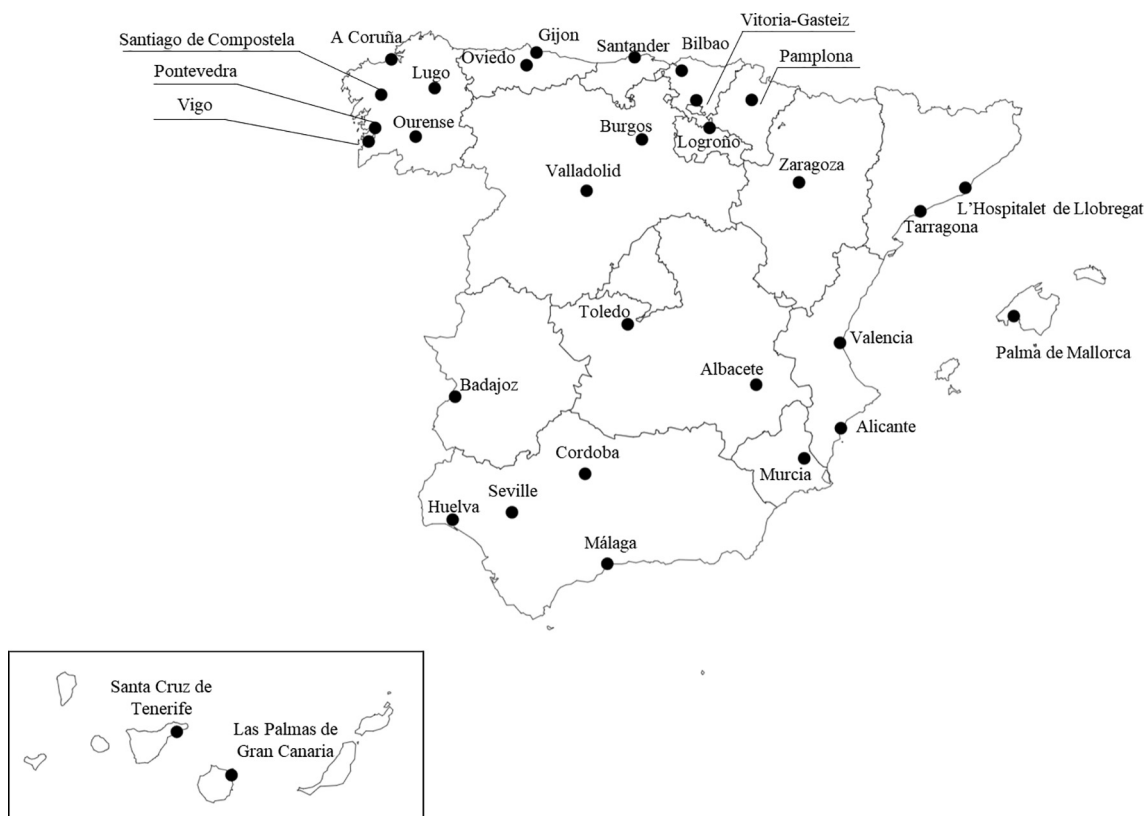 Vitoria-Gasteiz
Gijon
A Coruña
Santiago de Compostela
Santander
Bilbao
Oviedo
Pamplona
Pontevedra
Lugo
Vigo
Ourense
Burgos
Logroño
Zaragoza
Valladolid
L’Hospitalet de Llobregat
Tarragona
Toledo
Valencia
Palma de Mallorca
Albacete
Badajoz
Alicante
Cordoba
Murcia
Seville
Huelva
Málaga
Santa Cruz de
Tenerife
Las Palmas de
Gran Canaria